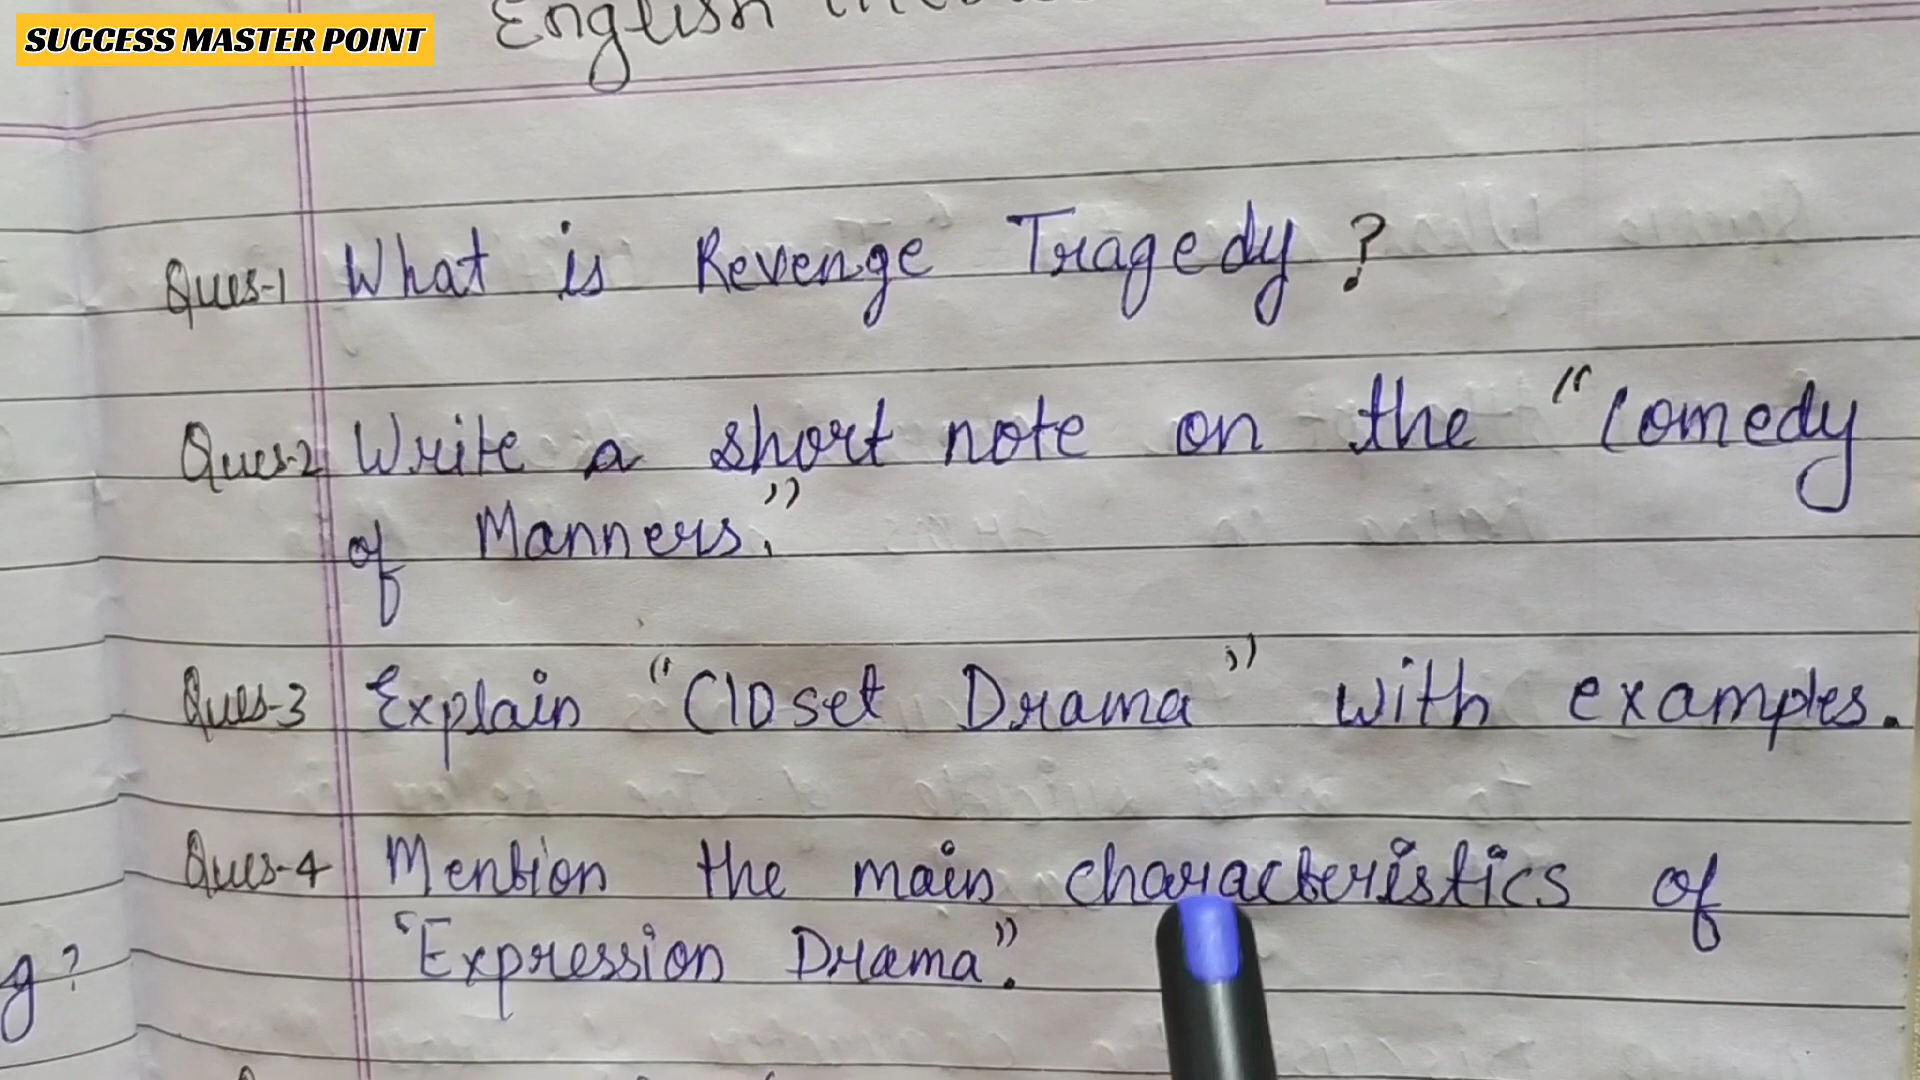 SUCCESS MASTER POINT
English
Ques-1 What is Revenge Tragedy ?
Ques-2 Write a short note on the "Comedy
of Manners."
Ques-3 Explain "Closet Drama" with examples.
Ques-4 Mention the main characteristics of
"Expression Drama".
g?